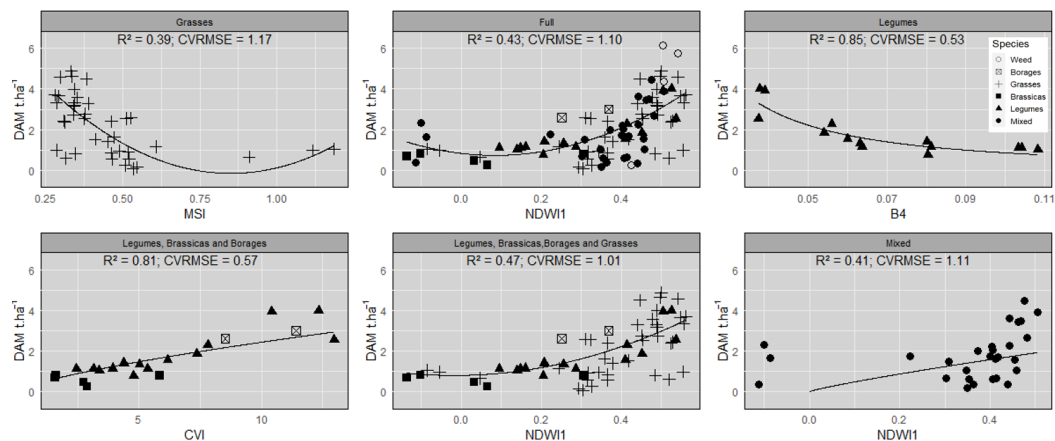 Grasses
R² = 0.39; CVRMSE = 1.17
DAM t.ha⁻¹
6
4
2
0
0.25
0.50
0.75
1.00
MSI
Full
R² = 0.43; CVRMSE = 1.10
DAM t.ha⁻¹
6
4
2
0
0.0
0.2
0.4
NDWI1
Legumes
R² = 0.85; CVRMSE = 0.53
Species
Weed
Borages
Grasses
Brassicas
Legumes
Mixed
DAM t.ha⁻¹
6
4
2
0
0.05
0.07
0.09
0.11
B4
Legumes, Brassicas and Borages
R² = 0.81; CVRMSE = 0.57
DAM t.ha⁻¹
6
4
2
0
5
10
CVI
Legumes, Brassicas,Borages and Grasses
R² = 0.47; CVRMSE = 1.01
DAM t.ha⁻¹
6
4
2
0
0.0
0.2
0.4
NDWI1
Mixed
R² = 0.41; CVRMSE = 1.11
DAM t.ha⁻¹
6
4
2
0
0.0
0.2
0.4
NDWI1